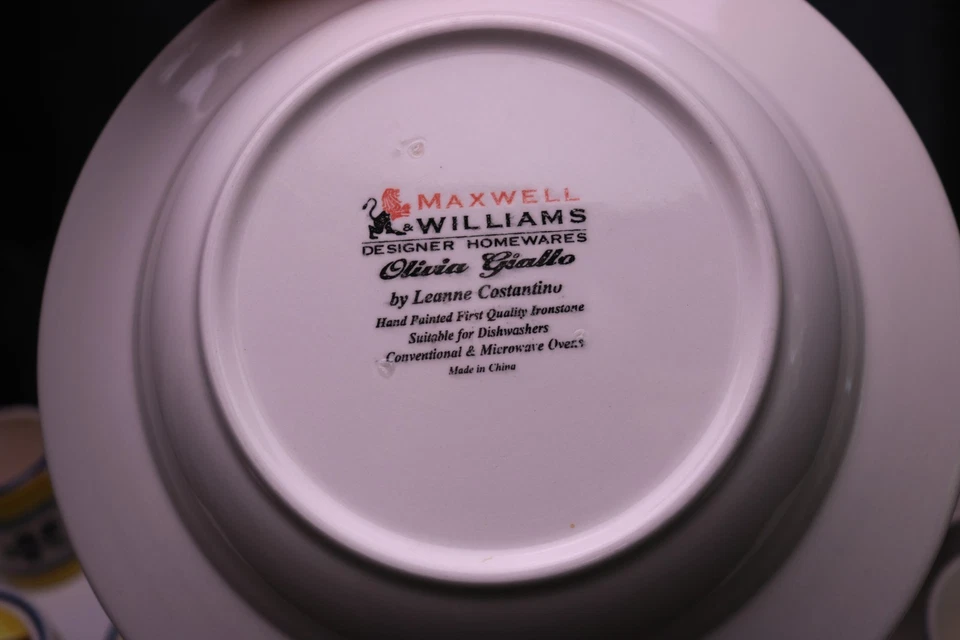 MAXWELL
& WILLIAMS
DESIGNER HOMEWARES
Olivia Giallo
by Leanne Costantino
Hand Painted First Quality Ironstone
Suitable for Dishwashers
Conventional & Microwave Ovens
Made in China